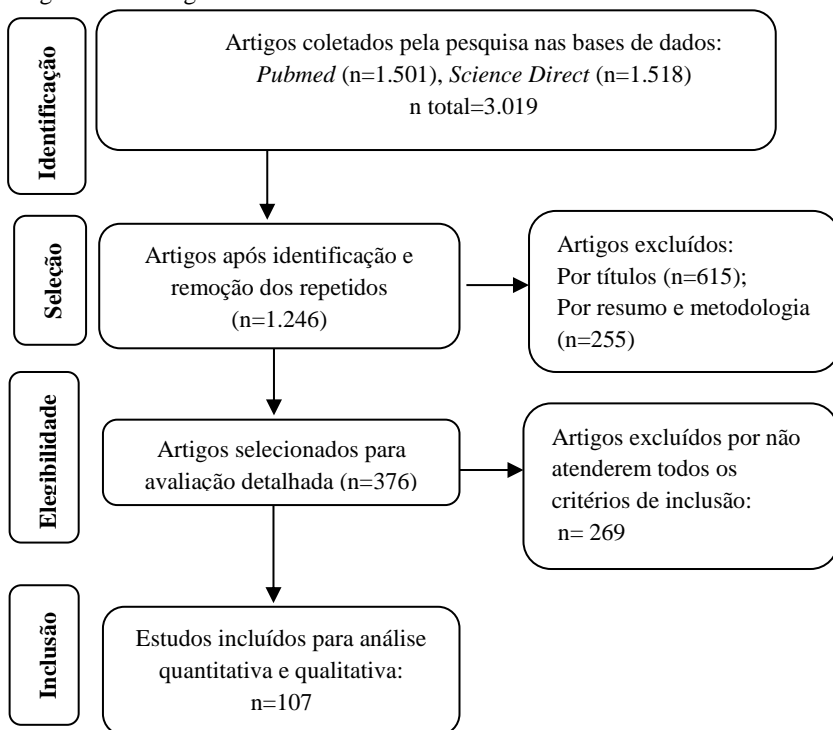 Identificação
Artigos coletados pela pesquisa nas bases de dados:
Pubmed (n=1.501), Science Direct (n=1.518)
n total=3.019
Seleção
Artigos após identificação e
remoção dos repetidos
(n=1.246)
Artigos excluídos:
Por títulos (n=615);
Por resumo e metodologia
(n=255)
Elegibilidade
Artigos selecionados para
avaliação detalhada (n=376)
Artigos excluídos por não
atenderem todos os
critérios de inclusão:
n= 269
Inclusão
Estudos incluídos para análise
quantitativa e qualitativa:
n=107